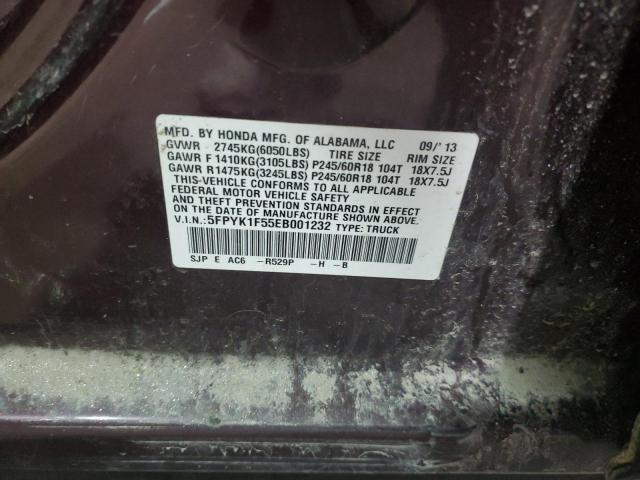 MFD. BY HONDA MFG. OF ALABAMA, LLC 09/'13
GVWR 2745KG(6050LBS) TIRE SIZE RIM SIZE
GAWR F 1410KG(3105LBS) P245/60R18 104T 18X7.5J
GAWR R 1475KG(3245LBS) P245/60R18 104T 18X7.5J
THIS-VEHICLE CONFORMS TO ALL APPLICABLE
FEDERAL MOTOR VEHICLE SAFETY
AND THEFT PREVENTION STANDARDS IN EFFECT
ON THE DATE OF MANUFACTURE SHOWN ABOVE.
V.I.N.: 5FPYK1F55EB001232 TYPE: TRUCK
SJP E AC6 -R529P -H -B